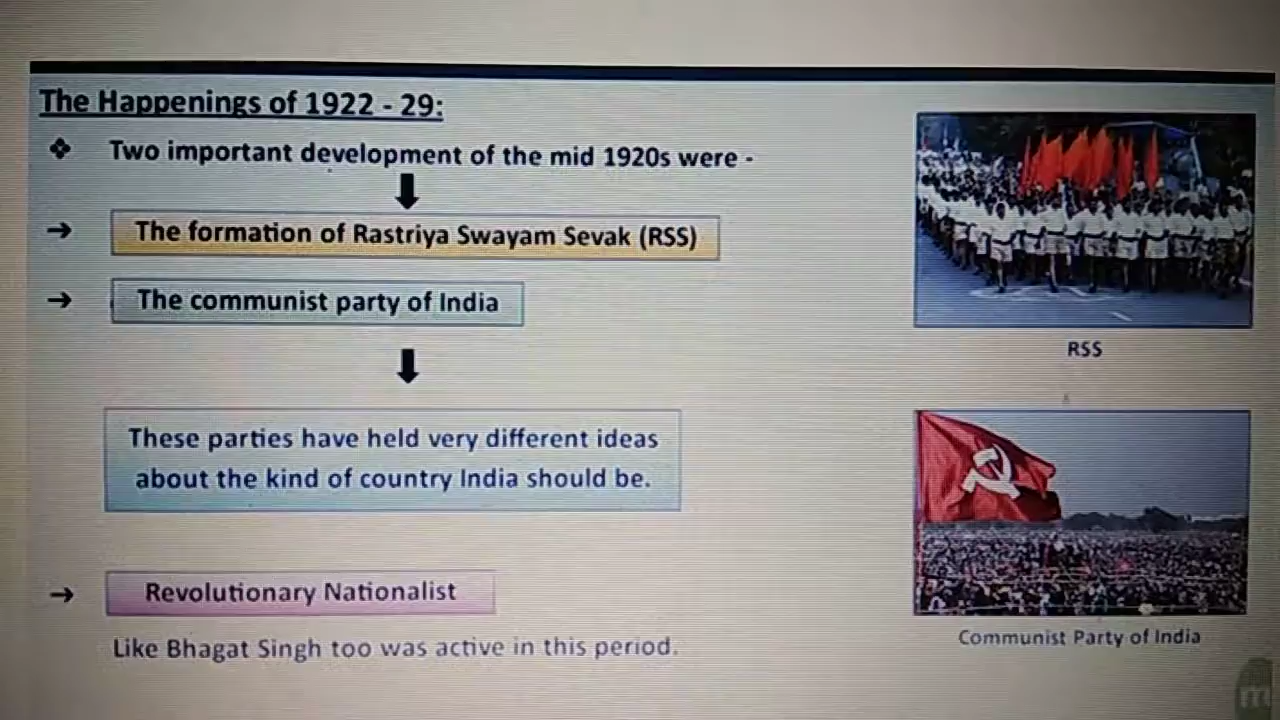 The Happenings of 1922 - 29:
❖ Two important development of the mid 1920s were -
→ The formation of Rastriya Swayam Sevak (RSS)
→ The communist party of India
These parties have held very different ideas
about the kind of country India should be.
→ Revolutionary Nationalist
Like Bhagat Singh too was active in this period.
RSS
Communist Party of India
m